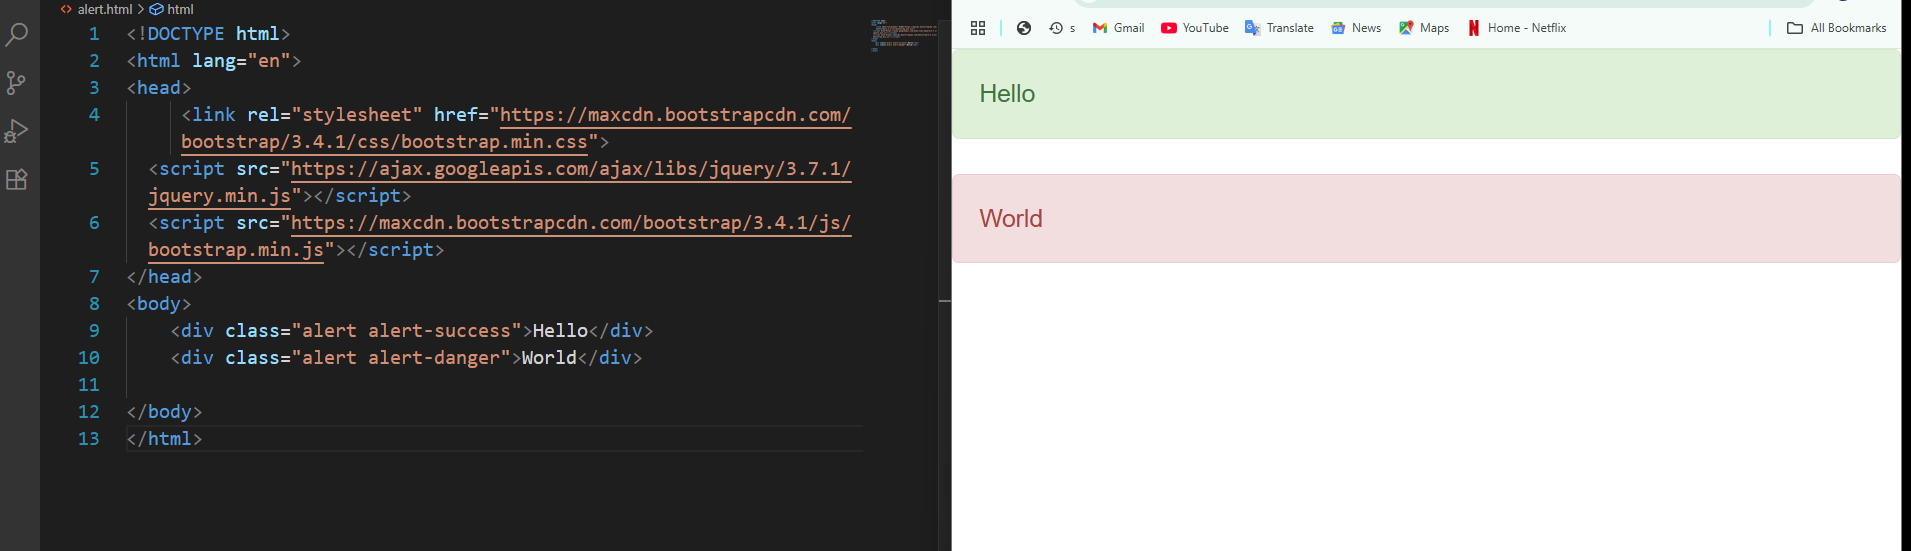 alert.html > html
1 <!DOCTYPE html>
2 <html lang="en">
3 <head>
4 <link rel="stylesheet" href="https://maxcdn.bootstrapcdn.com/
bootstrap/3.4.1/css/bootstrap.min.css">
5 <script src="https://ajax.googleapis.com/ajax/libs/jquery/3.7.1/
jquery.min.js"></script>
6 <script src="https://maxcdn.bootstrapcdn.com/bootstrap/3.4.1/js/
bootstrap.min.js"></script>
7 </head>
8 <body>
9 <div class="alert alert-success">Hello</div>
10 <div class="alert alert-danger">World</div>
11
12 </body>
13 </html>
s Gmail YouTube Translate News Maps Home - Netflix All Bookmarks
Hello
World